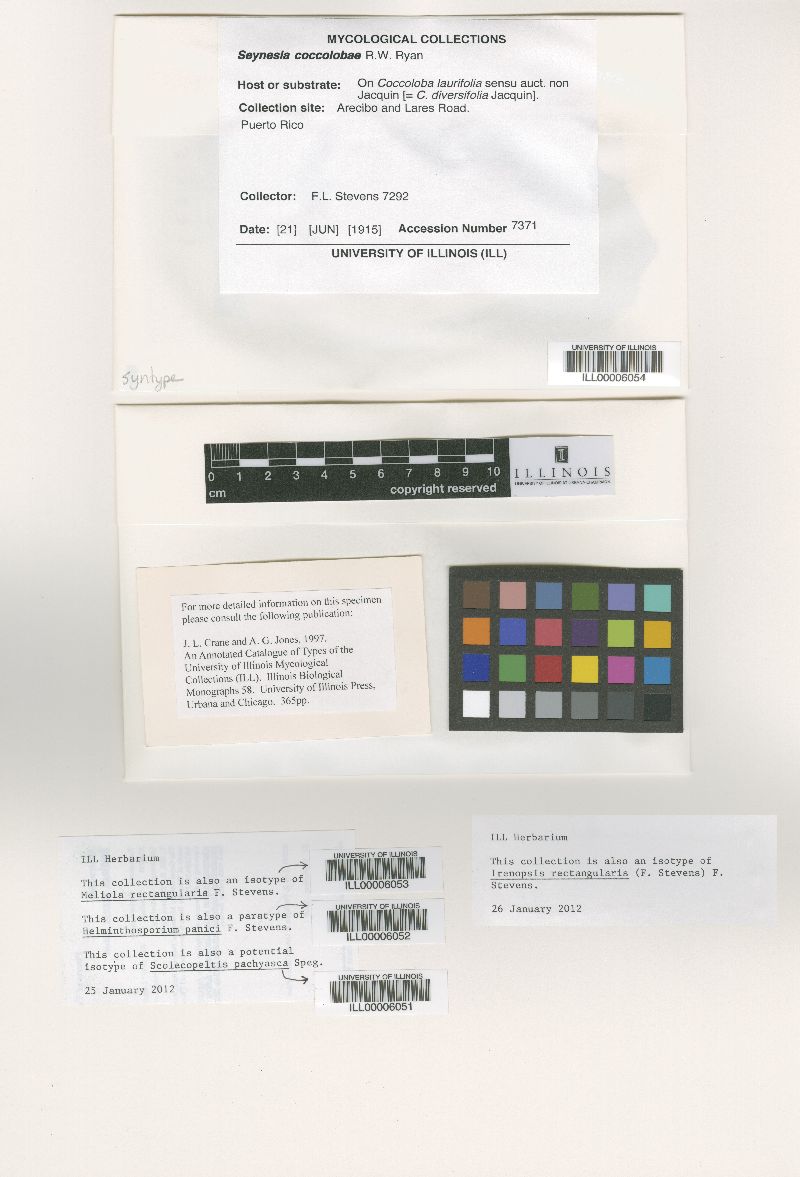 MYCOLOGICAL COLLECTIONS
Seynesia coccolobae R.W. Ryan
Host or substrate: On Coccoloba laurifolia sensu auct. non
Jacquin [= C. diversifolia Jacquin].
Collection site: Arecibo and Lares Road.
Puerto Rico
Collector: F.L. Stevens 7292
Date: [21] [JUN] [1915] Accession Number 7371
UNIVERSITY OF ILLINOIS (ILL)
syntype
UNIVERSITY OF ILLINOIS
ILL00006054
0 1 2 3 4 5 6 7 8 9 10
cm copyright reserved
I
ILLINOIS
UNIVERSITY OF ILLINOIS AT URBANA-CHAMPAIGN
For more detailed information on this specimen
please consult the following publication:
J. L. Crane and A. G. Jones, 1997.
An Annotated Catalogue of Types of the
University of Illinois Mycological
Collections (ILL). Illinois Biological
Monographs 58. University of Illinois Press,
Urbana and Chicago. 365pp.
ILL Herbarium
This collection is also an isotype of
Meliola rectangularis F. Stevens.
This collection is also a paratype of
Helminthosporium panici F. Stevens.
This collection is also a potential
isotype of Scolecopeltis pachyasca Speg.
25 January 2012
UNIVERSITY OF ILLINOIS
ILL00006053
UNIVERSITY OF ILLINOIS
ILL00006052
UNIVERSITY OF ILLINOIS
ILL00006051
ILL Herbarium
This collection is also an isotype of
Irenopsis rectangularis (F. Stevens) F.
Stevens.
26 January 2012